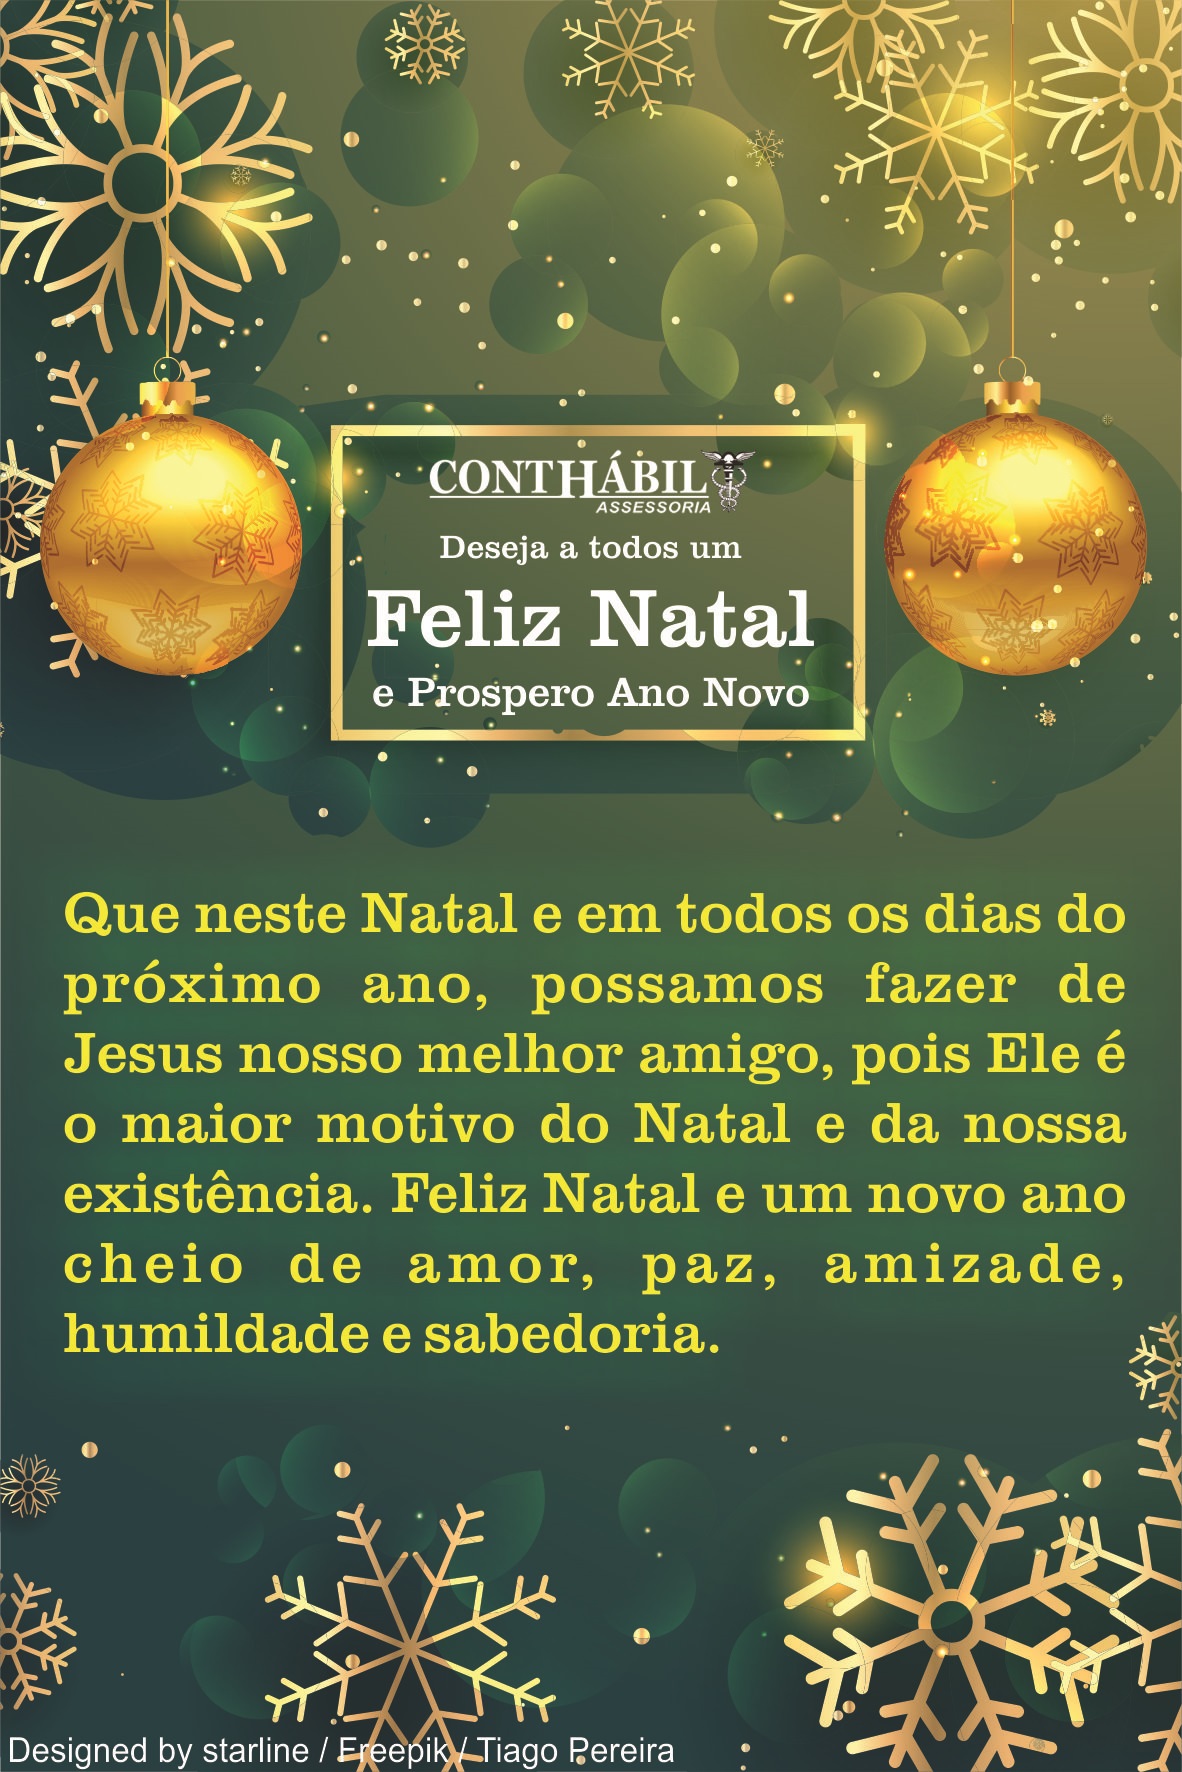 CONTHÁBIL
ASSESSORIA
Deseja a todos um
Feliz Natal
e Prospero Ano Novo
Que neste Natal e em todos os dias do
próximo ano, possamos fazer de
Jesus nosso melhor amigo, pois Ele é
o maior motivo do Natal e da nossa
existência. Feliz Natal e um novo ano
cheio de amor, paz, amizade,
humildade e sabedoria.
Designed by starline / Freepik / Tiago Pereira